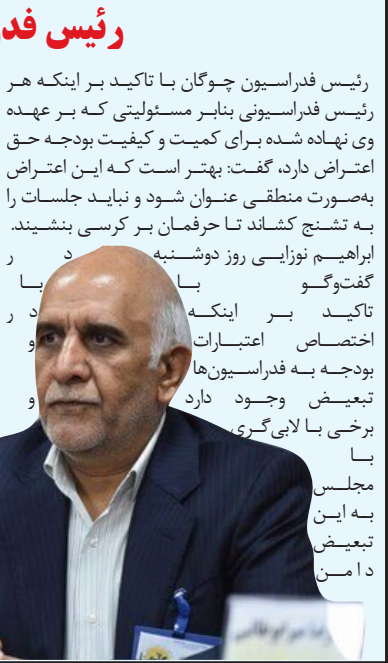 رئیس فدر
رئیس فدراسیون چوگان با تاکید بر اینکه هر
رئیس فدراسیونی بنابر مسئولیتی که بر عهده
وی نهاده شده برای کمیت و کیفیت بودجه حق
اعتراض دارد، گفت: بهتر است که این اعتراض
به‌صورت منطقی عنوان شود و نباید جلسات را
به تشنج کشاند تا حرفمان بر کرسی بنشیند.
ابراهیم نوزایی روز دوشنبه د ر
گفت‌وگو با با
تاکید بر اینکه د ر
اختصاص اعتبارات و
بودجه به فدراسیون‌ها
تبعیض وجود دارد و
برخی با لابی‌گری
با
مجلس
به این
تبعیض
د ا من